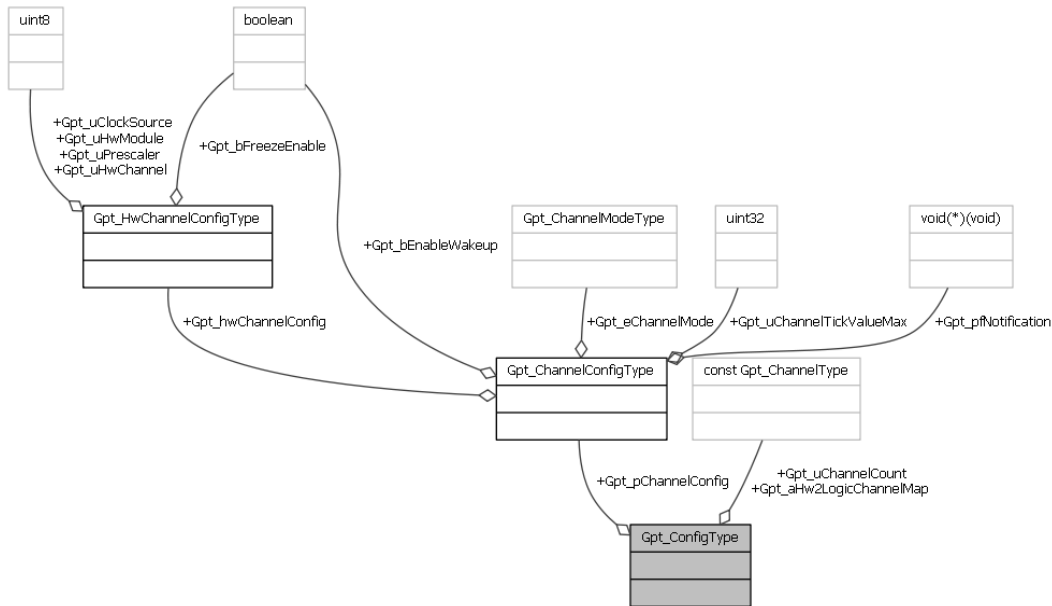 uint8
boolean
+Gpt_uClockSource
+Gpt_uHwModule
+Gpt_uPrescaler
+Gpt_uHwChannel
+Gpt_bFreezeEnable
Gpt_HwChannelConfigType
Gpt_ChannelModeType
uint32
void(*)(void)
+Gpt_bEnableWakeup
+Gpt_hwChannelConfig
+Gpt_eChannelMode
+Gpt_uChannelTickValueMax
+Gpt_pfNotification
Gpt_ChannelConfigType
const Gpt_ChannelType
+Gpt_pChannelConfig
+Gpt_uChannelCount
+Gpt_aHw2LogicChannelMap
Gpt_ConfigType